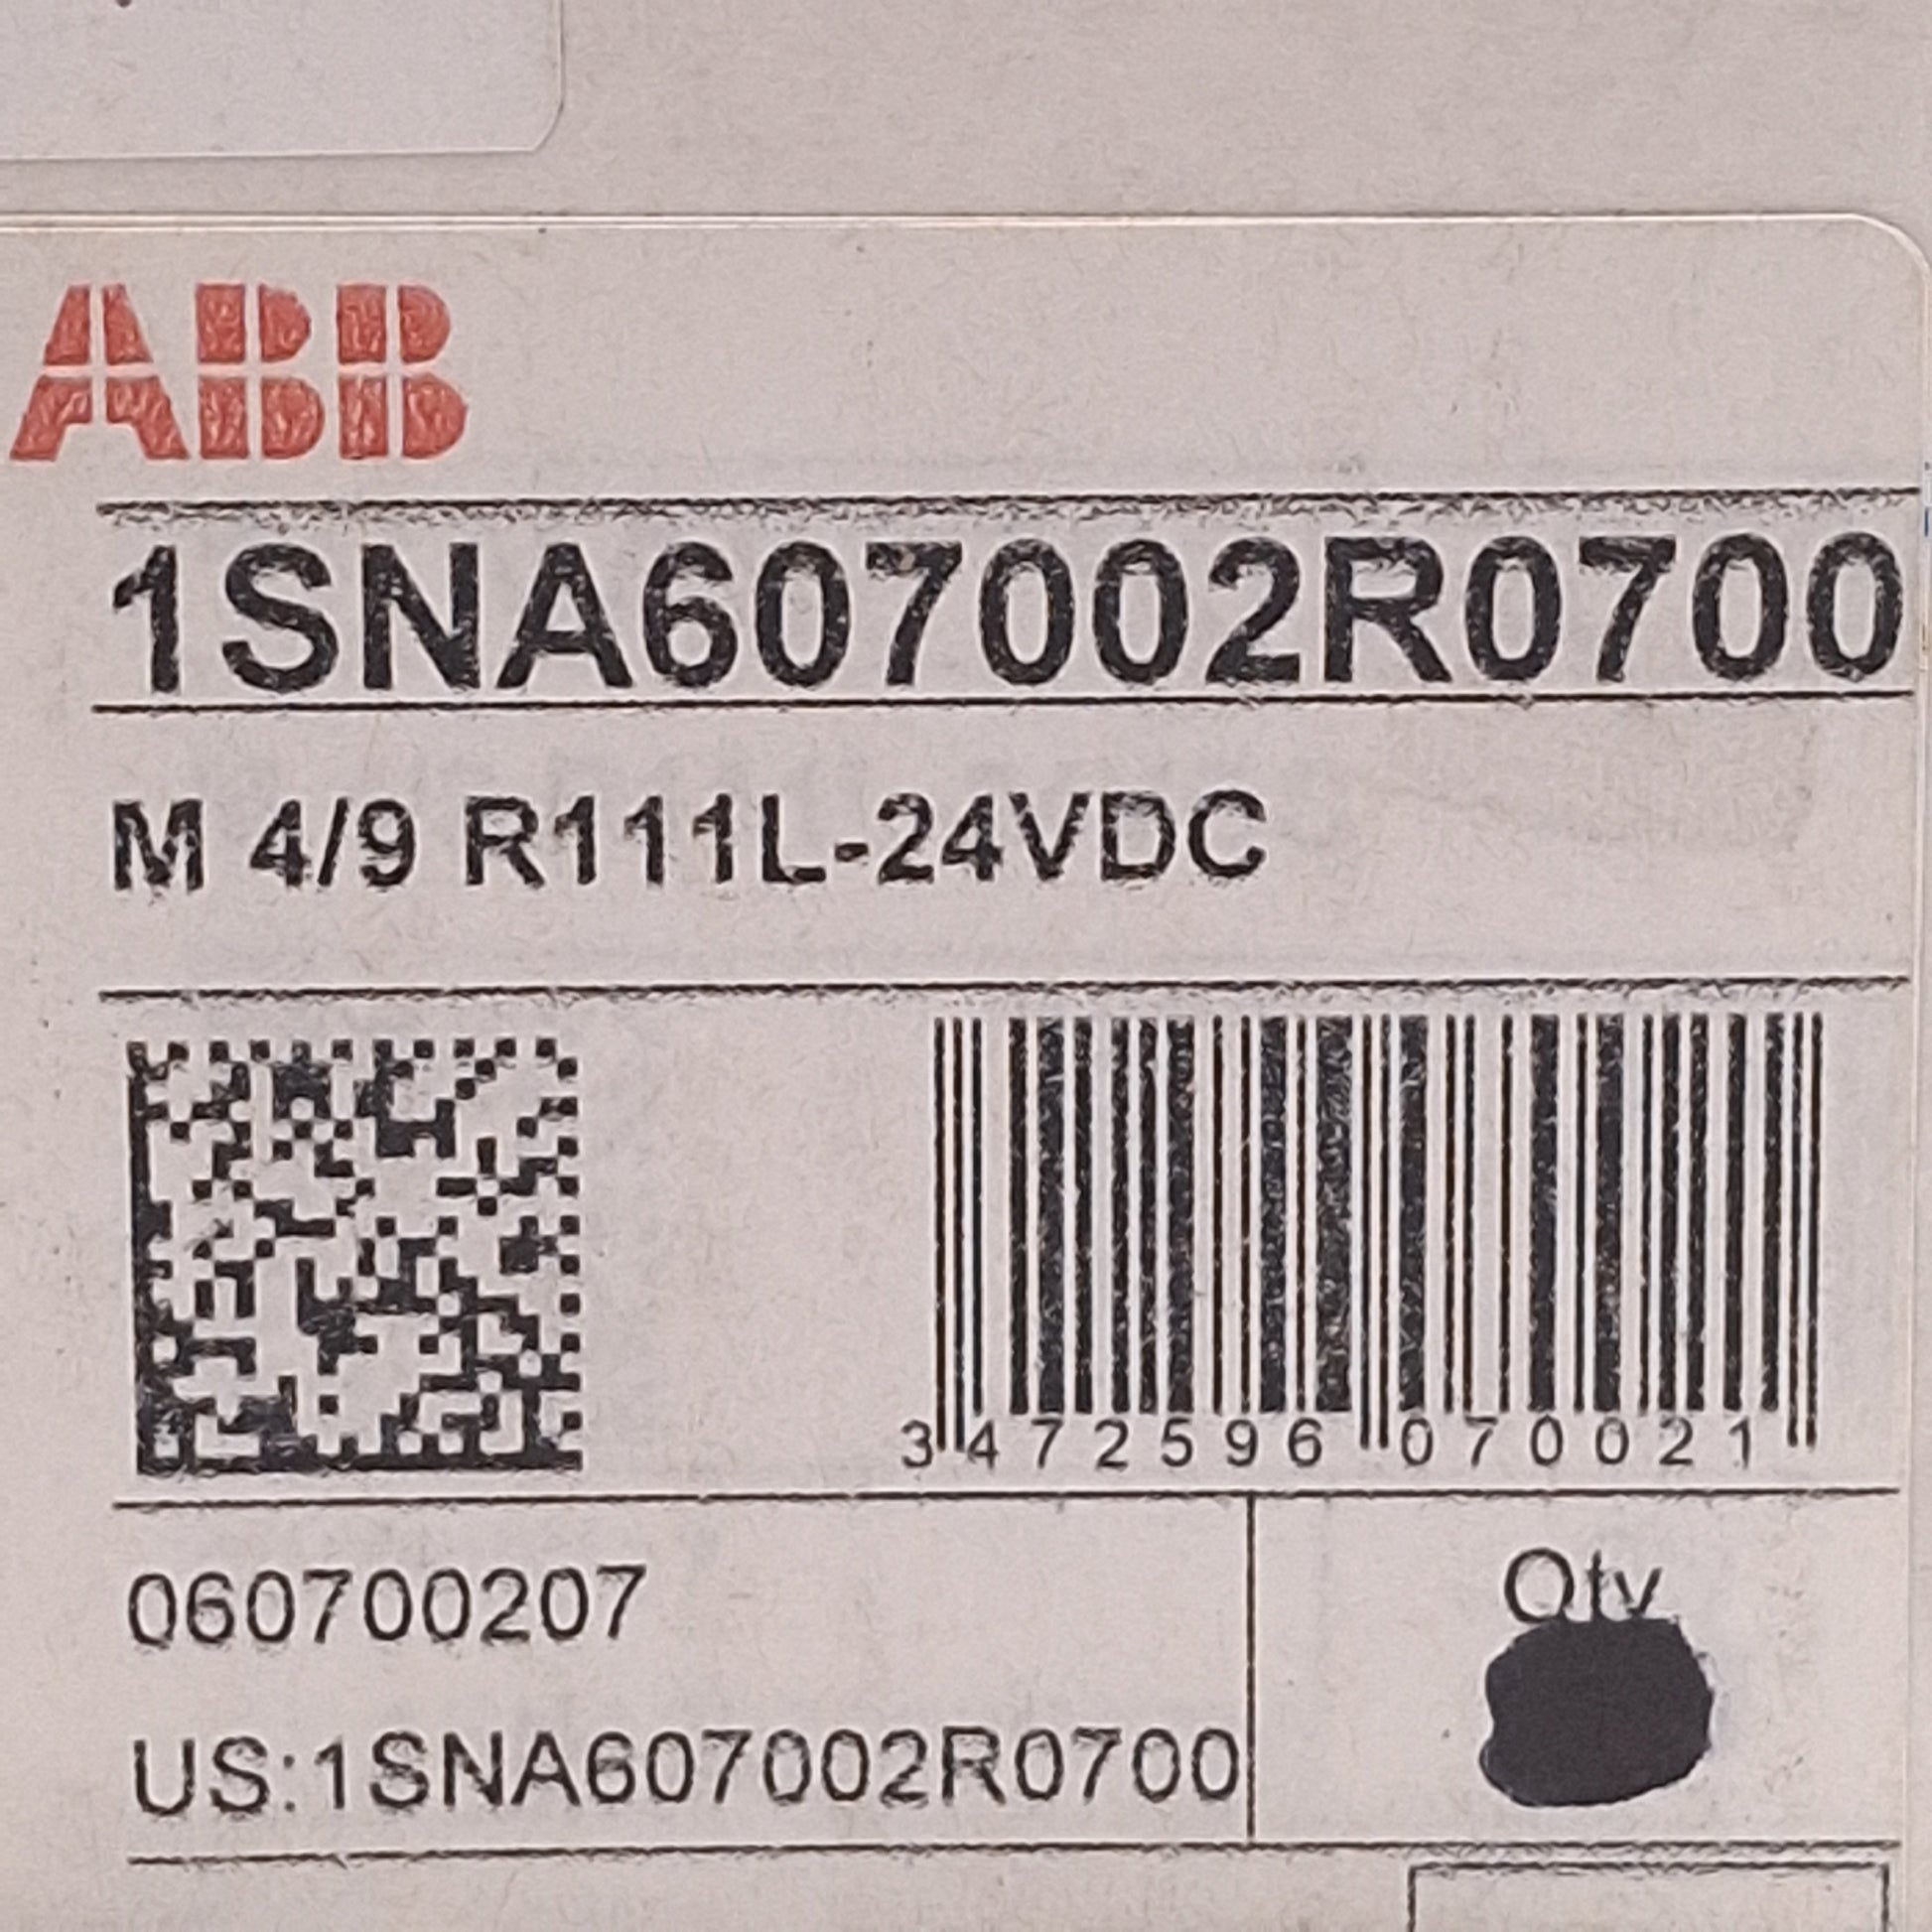 ABB
1SNA607002R0700
M 4/9 R111L-24VDC
3 472596 070021
060700207
Qty
US:1SNA607002R0700